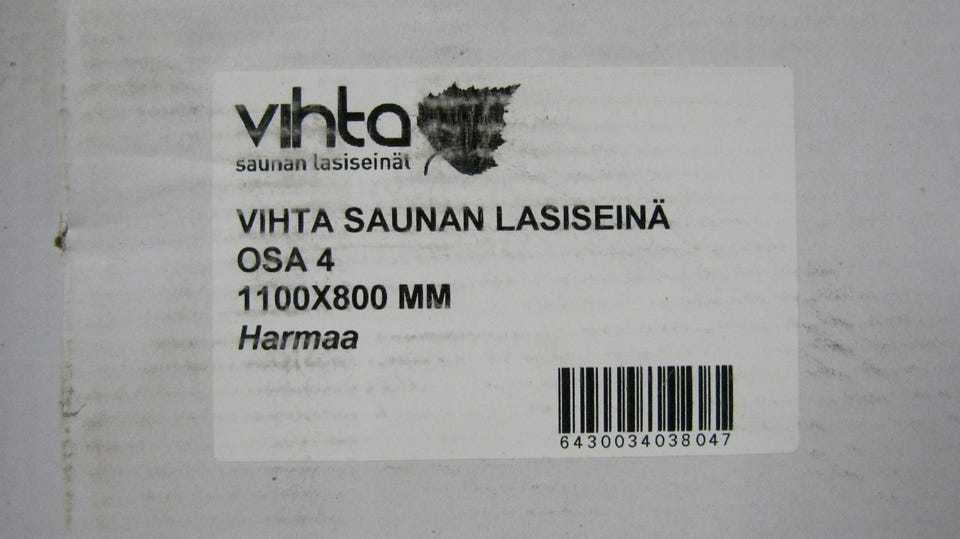 vihta
saunan lasiseinät
VIHTA SAUNAN LASISEINÄ
OSA 4
1100X800 MM
Harmaa
6430034038047